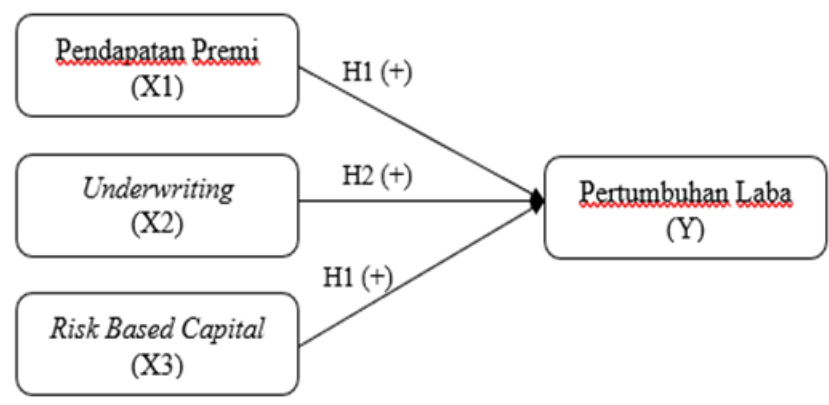 Pendapatan Premi
(X1)
H1 (+)
Underwriting
(X2)
H2 (+)
Risk Based Capital
(X3)
H1 (+)
Pertumbuhan Laba
(Y)